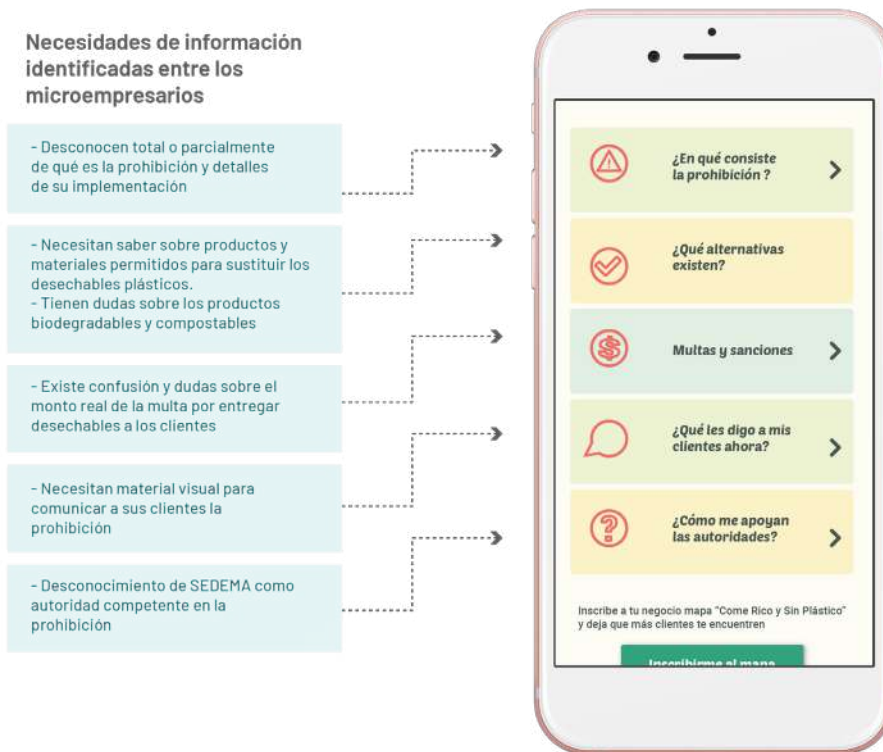 Necesidades de información
identificadas entre los
microempresarios
- Desconocen total o parcialmente
de qué es la prohibición y detalles
de su implementación
- Necesitan saber sobre productos y
materiales permitidos para sustituir los
desechables plásticos.
- Tienen dudas sobre los productos
biodegradables y compostables
- Existe confusión y dudas sobre el
monto real de la multa por entregar
desechables a los clientes
- Necesitan material visual para
comunicar a sus clientes la
prohibición
- Desconocimiento de SEDEMA como
autoridad competente en la
prohibición
¿En qué consiste
la prohibición ?
¿Qué alternativas
existen?
Multas y sanciones
¿Qué les digo a mis
clientes ahora?
¿Cómo me apoyan
las autoridades?
Inscribe a tu negocio mapa "Come Rico y Sin Plástico"
y deja que más clientes te encuentren
Inscribirme al mapa